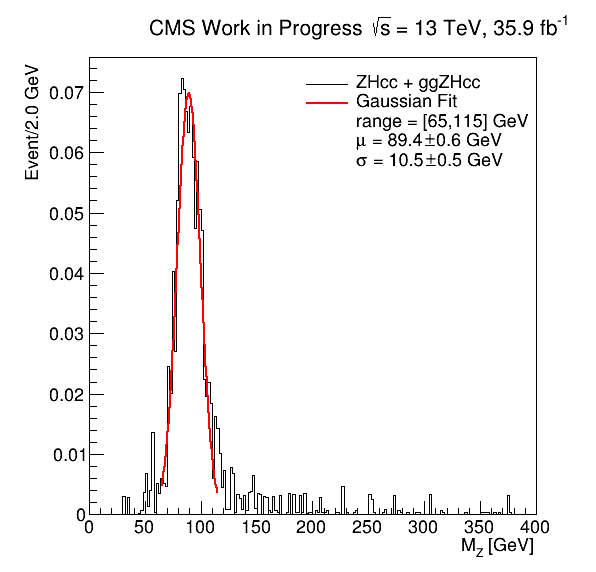 CMS Work in Progress √s = 13 TeV, 35.9 fb⁻¹
Event/2.0 GeV
ZHcc + ggZHcc
Gaussian Fit
range = [65,115] GeV
μ = 89.4±0.6 GeV
σ = 10.5±0.5 GeV
0.07
0.06
0.05
0.04
0.03
0.02
0.01
0
0 50 100 150 200 250 300 350 400
M_Z [GeV]